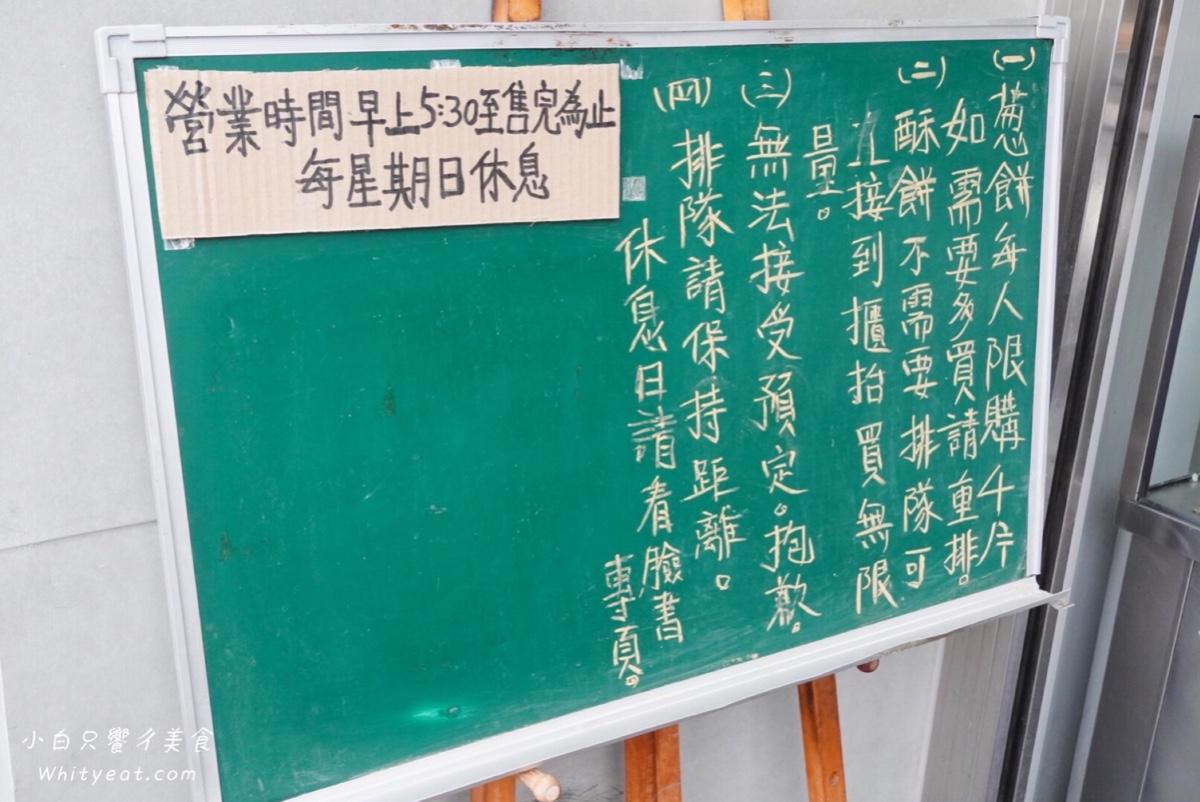 營業時間早上5:30至售完為止
每星期日休息
(一)葱餅每人限購4片
如需要多買請重排。
(二)酥餅不需要排隊可
直接到櫃抬買無限
量。
(三)無法接受預定。抱歉。
(四)排隊請保持距離。
休息日請看臉書
專頁。
小白只饗ㄔ美食
Whityeat.com